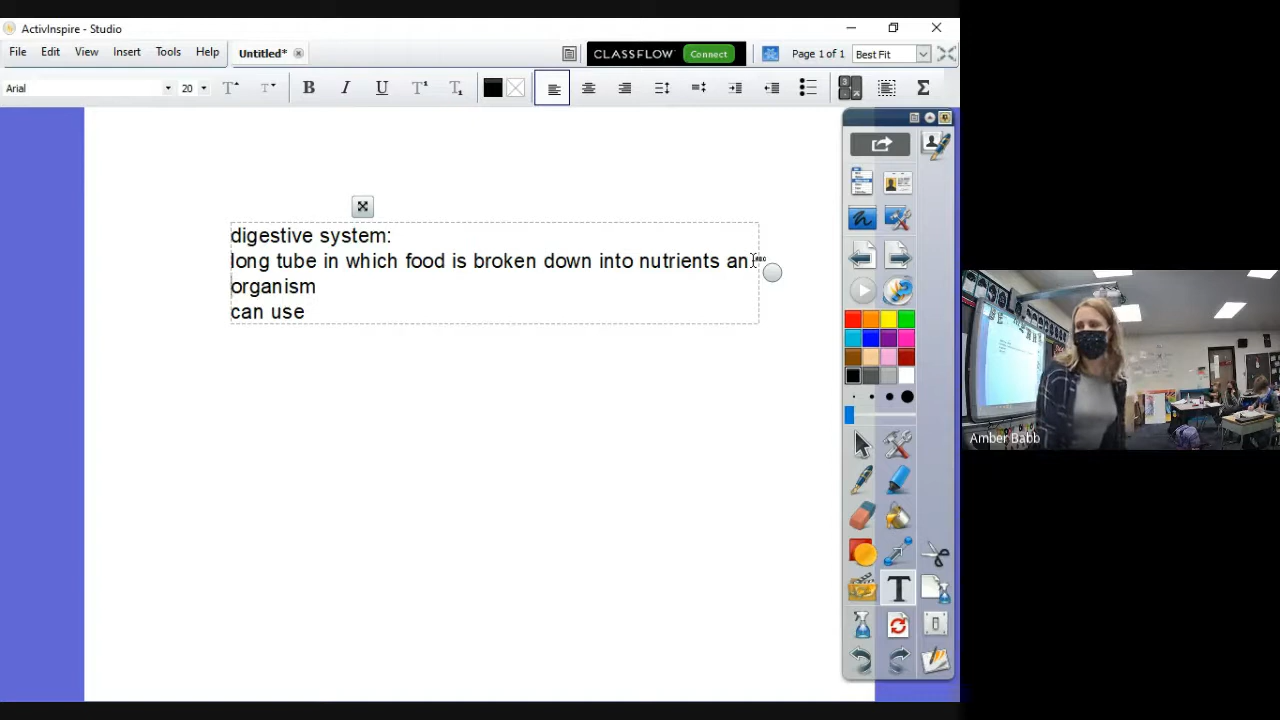 ActivInspire - Studio
File Edit View Insert Tools Help Untitled* CLASSFLOW Connect Page 1 of 1 Best Fit
Arial 20 B I U
digestive system:
long tube in which food is broken down into nutrients an
organism
can use
Amber Babb